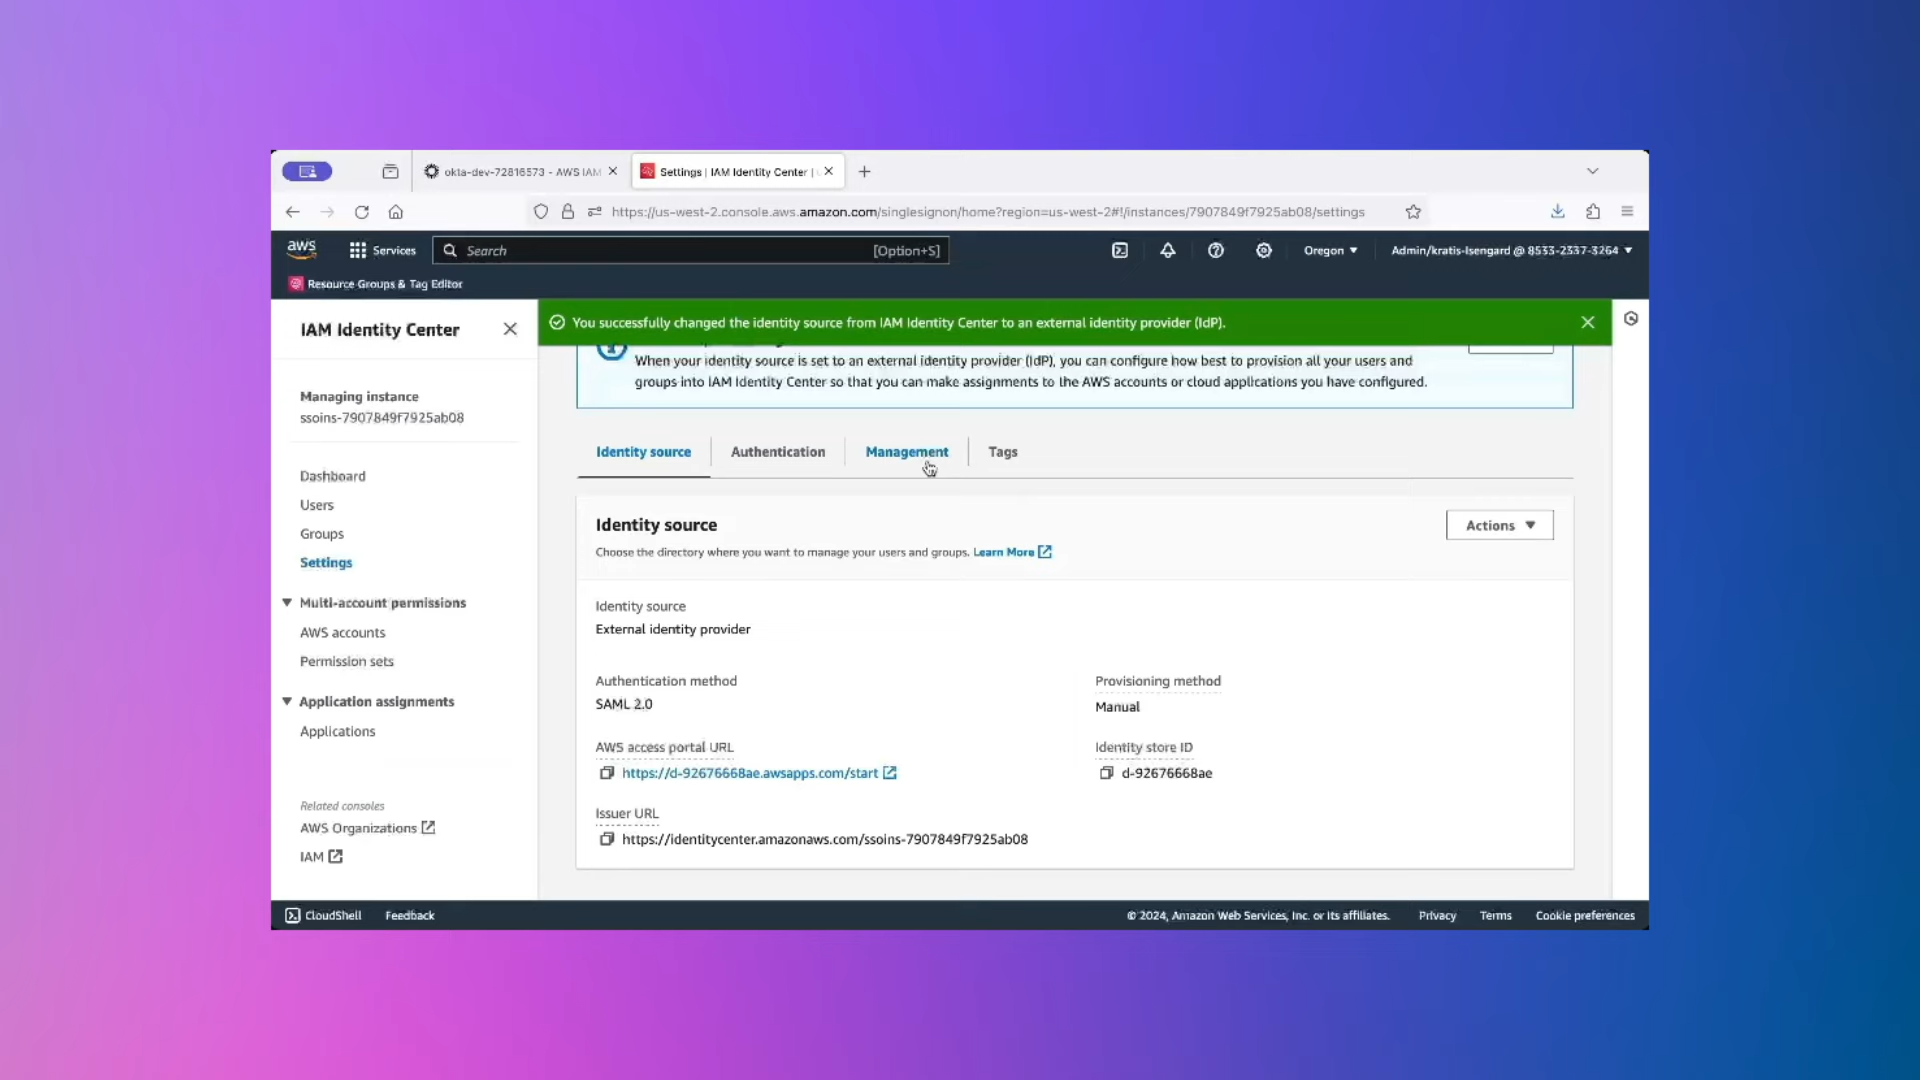 okta-dev-72816573 - AWS IAM
Settings | IAM Identity Center |
https://us-west-2.console.aws.amazon.com/singlesignon/home?region=us-west-2#!/instances/7907849f7925ab08/settings
aws
Services
Search
[Option+S]
Oregon
Admin/kratis-Isengard @ 8533-2337-3264
Resource Groups & Tag Editor
IAM Identity Center
You successfully changed the identity source from IAM Identity Center to an external identity provider (IdP).
When your identity source is set to an external identity provider (IdP), you can configure how best to provision all your users and
groups into IAM Identity Center so that you can make assignments to the AWS accounts or cloud applications you have configured.
Managing instance
ssoins-7907849f7925ab08
Dashboard
Users
Groups
Settings
Multi-account permissions
AWS accounts
Permission sets
Application assignments
Applications
Related consoles
AWS Organizations
IAM
Identity source
Authentication
Management
Tags
Identity source
Actions
Choose the directory where you want to manage your users and groups. Learn More
Identity source
External identity provider
Authentication method
SAML 2.0
Provisioning method
Manual
AWS access portal URL
https://d-92676668ae.awsapps.com/start
Identity store ID
d-92676668ae
Issuer URL
https://identitycenter.amazonaws.com/ssoins-7907849f7925ab08
CloudShell
Feedback
© 2024, Amazon Web Services, Inc. or its affiliates.
Privacy
Terms
Cookie preferences